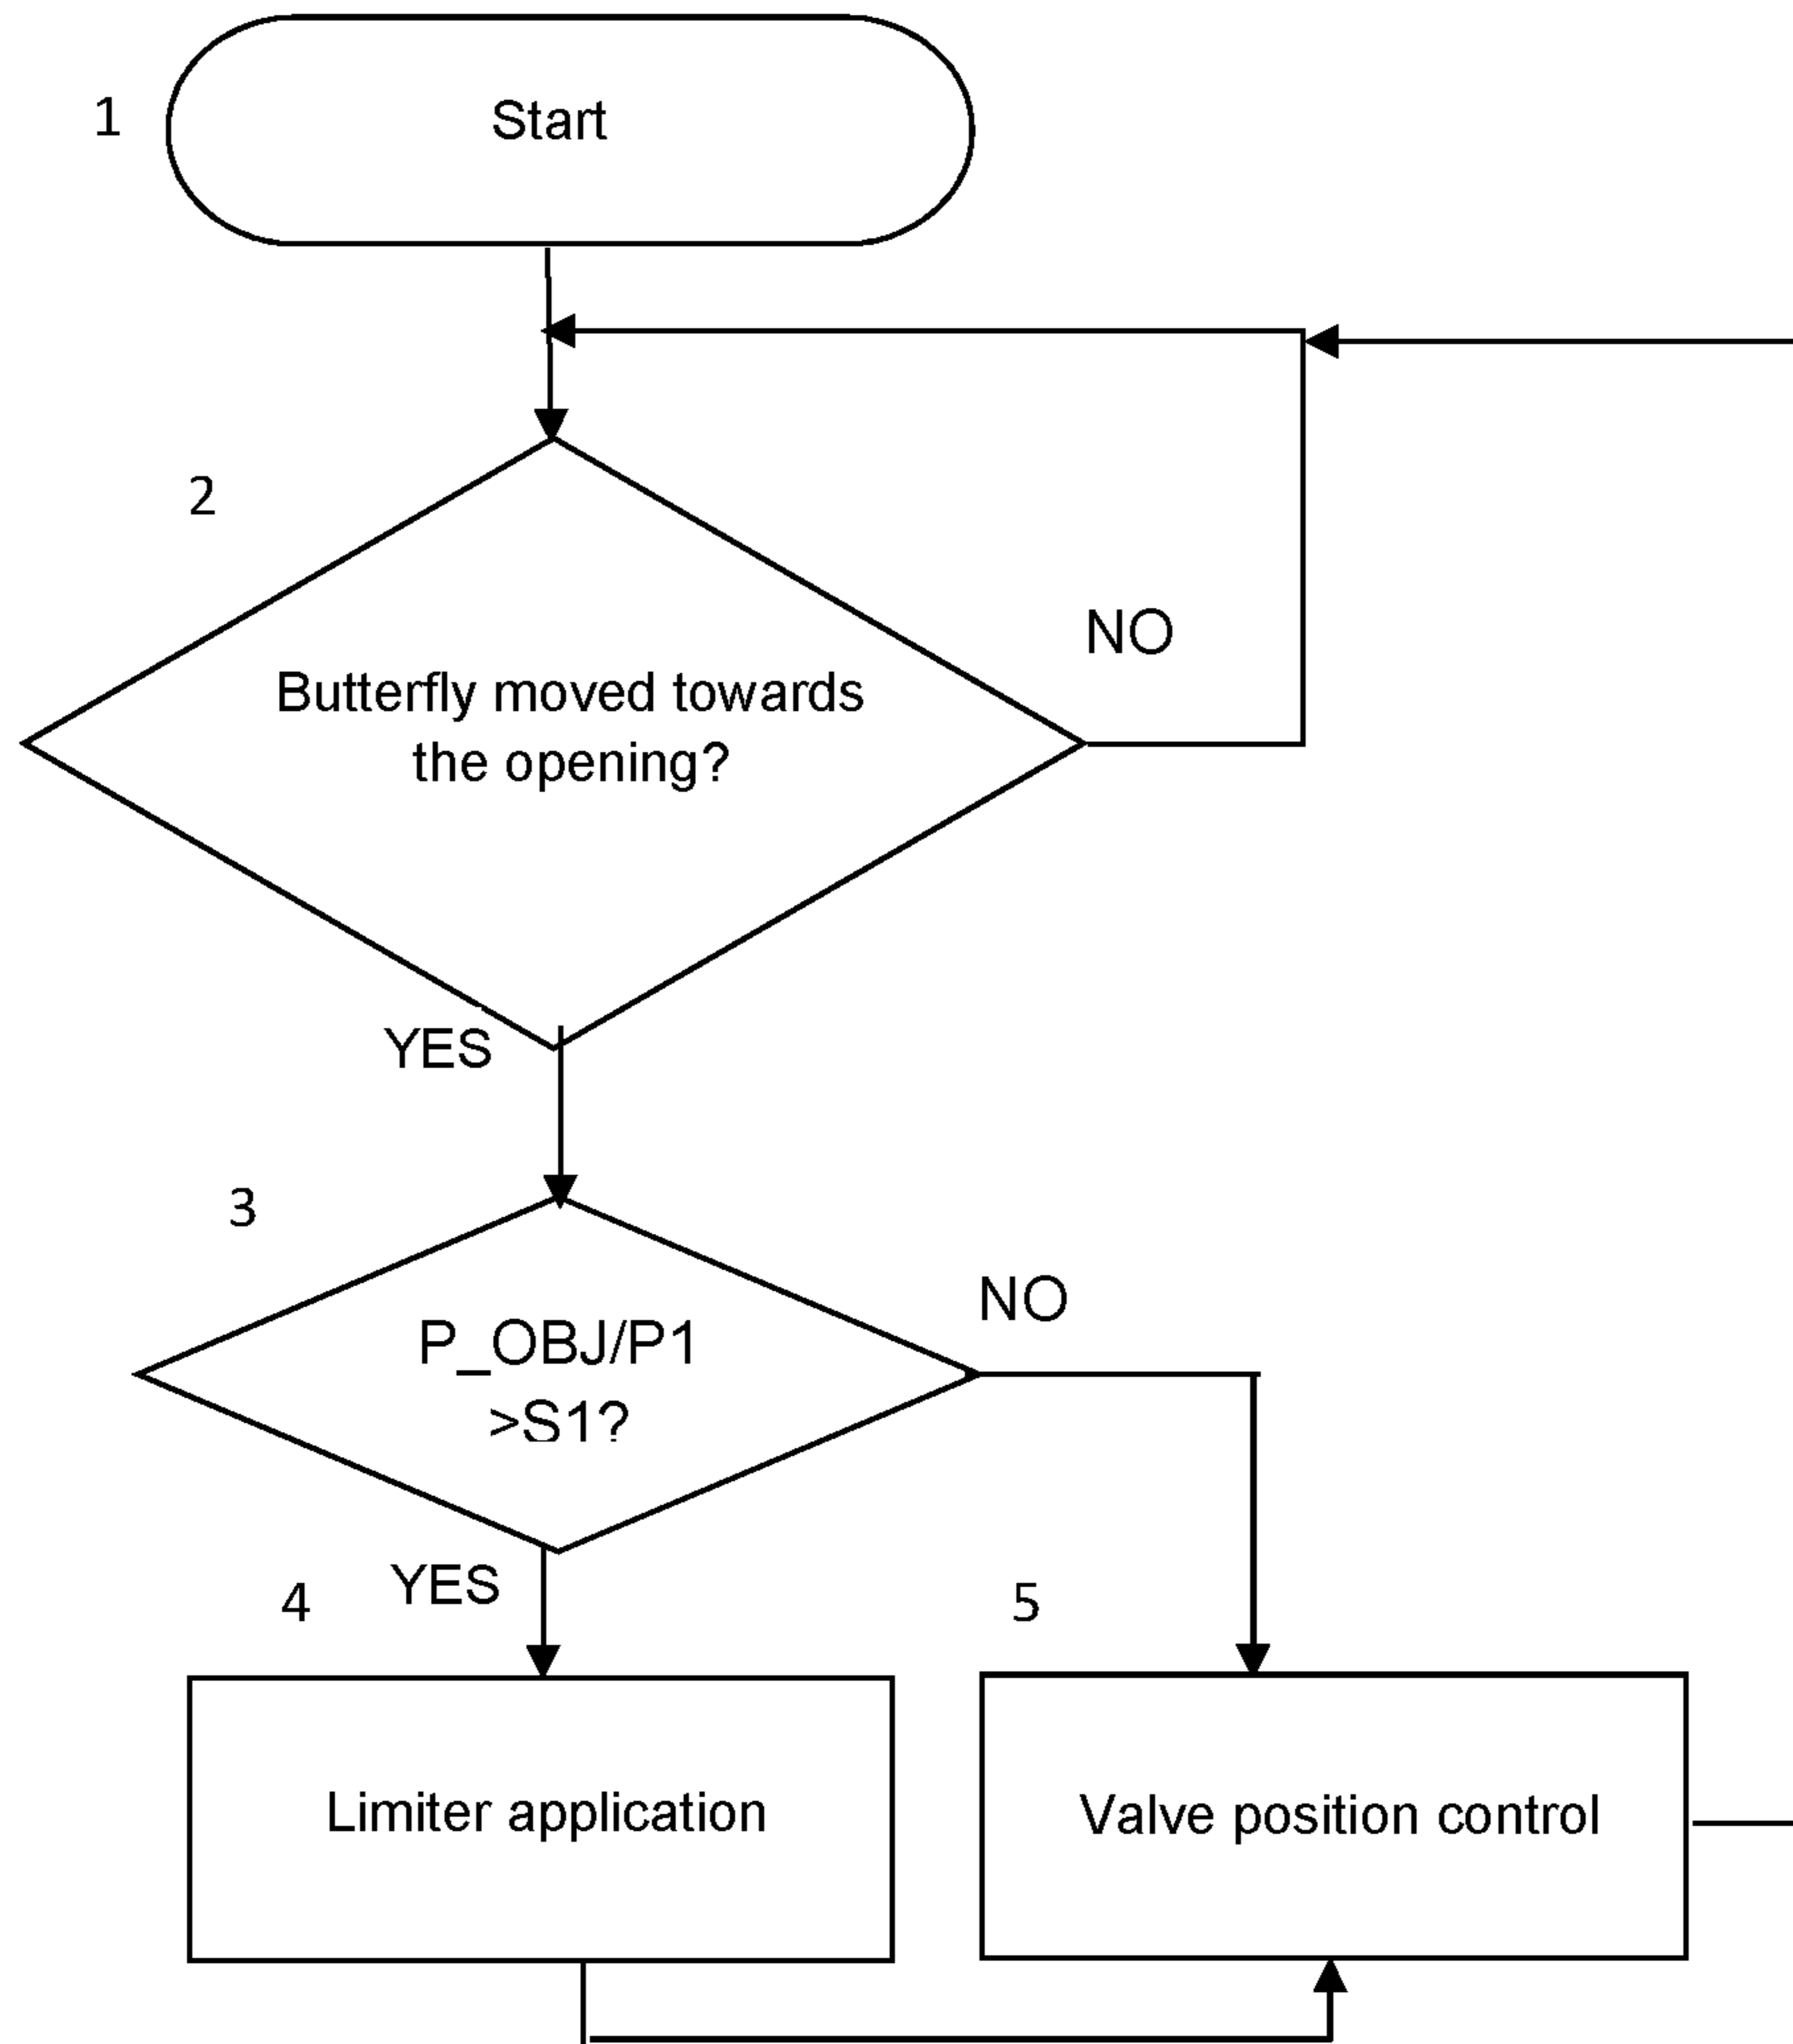 1
Start
2
NO
Butterfly moved towards
the opening?
YES
3
NO
P_OBJ/P1
>S1?
YES
4
5
Limiter application
Valve position control